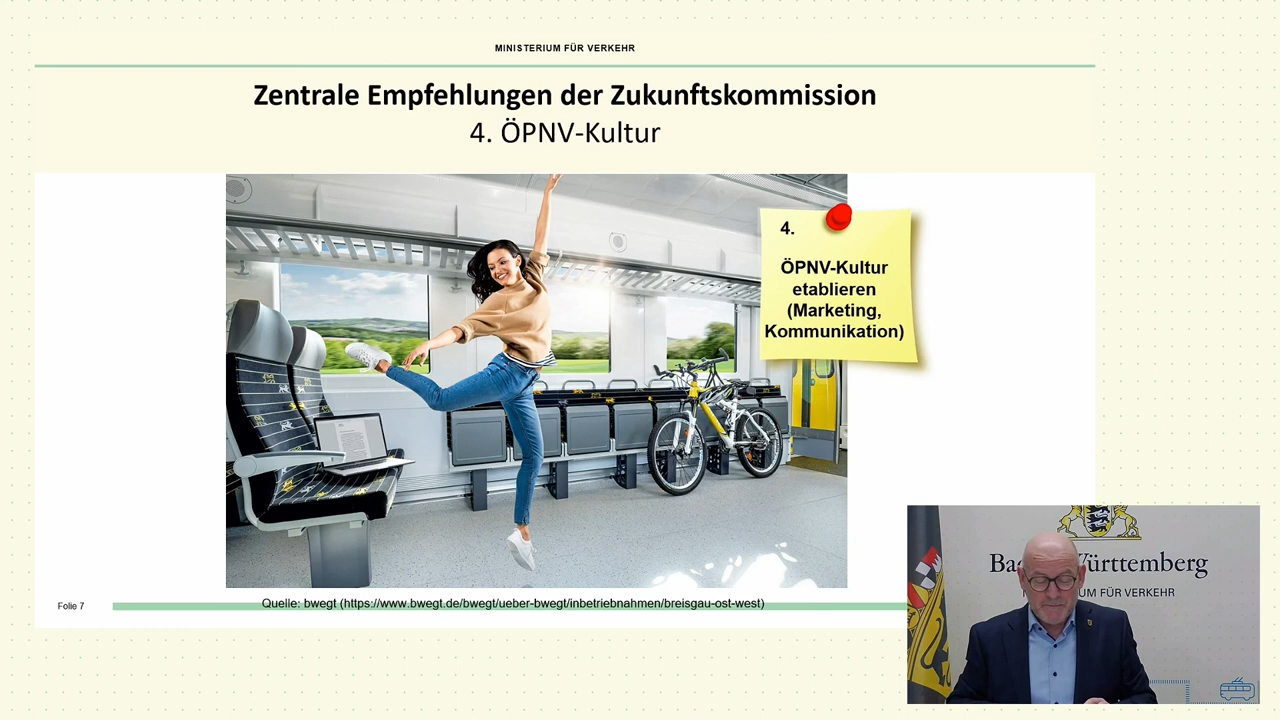 MINISTERIUM FÜR VERKEHR
Zentrale Empfehlungen der Zukunftskommission
4. ÖPNV-Kultur
4.
ÖPNV-Kultur
etablieren
(Marketing,
Kommunikation)
Folie 7
Quelle: bwegt (https://www.bwegt.de/bwegt/ueber-bwegt/inbetriebnahmen/breisgau-ost-west)
Württemberg
FÜR VERKEHR